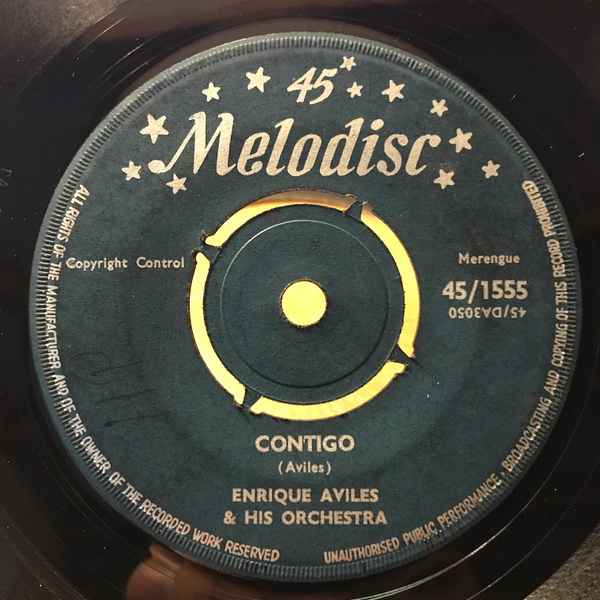 45
Melodisc
Copyright Control
Merengue
45/1555
45/DA3050
CONTIGO
(Aviles)
ENRIQUE AVILES
& HIS ORCHESTRA
ALL RIGHTS OF THE MANUFACTURER AND OF THE OWNER OF THE RECORDED WORK RESERVED
UNAUTHORISED PUBLIC PERFORMANCE, BROADCASTING AND COPYING OF THIS RECORD PROHIBITED